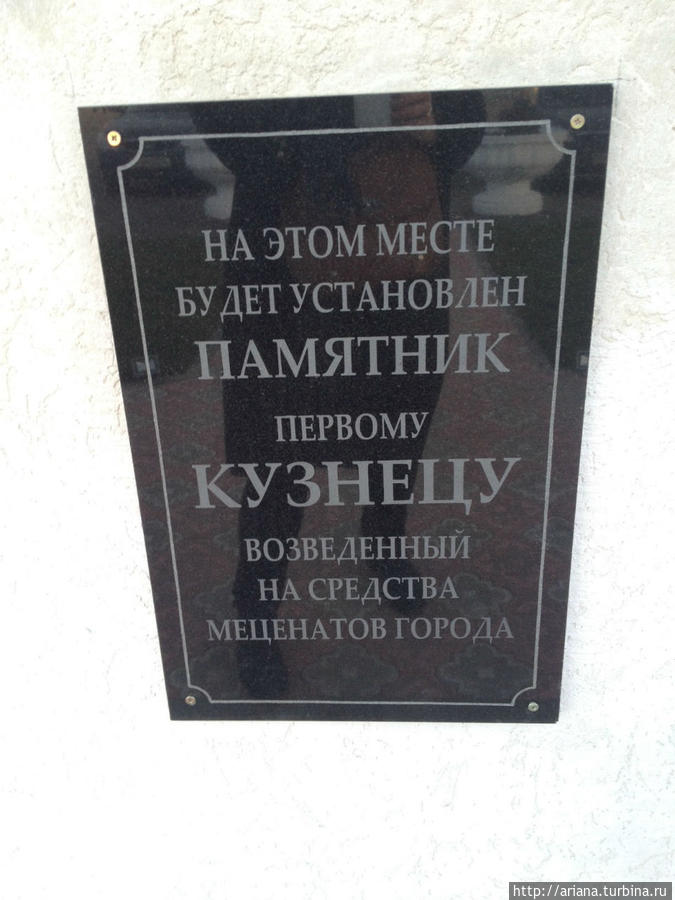 НА ЭТОМ МЕСТЕ
БУДЕТ УСТАНОВЛЕН
ПАМЯТНИК
ПЕРВОМУ
КУЗНЕЦУ
ВОЗВЕДЕННЫЙ
НА СРЕДСТВА
МЕЦЕНАТОВ ГОРОДА
http://ariana.turbina.ru